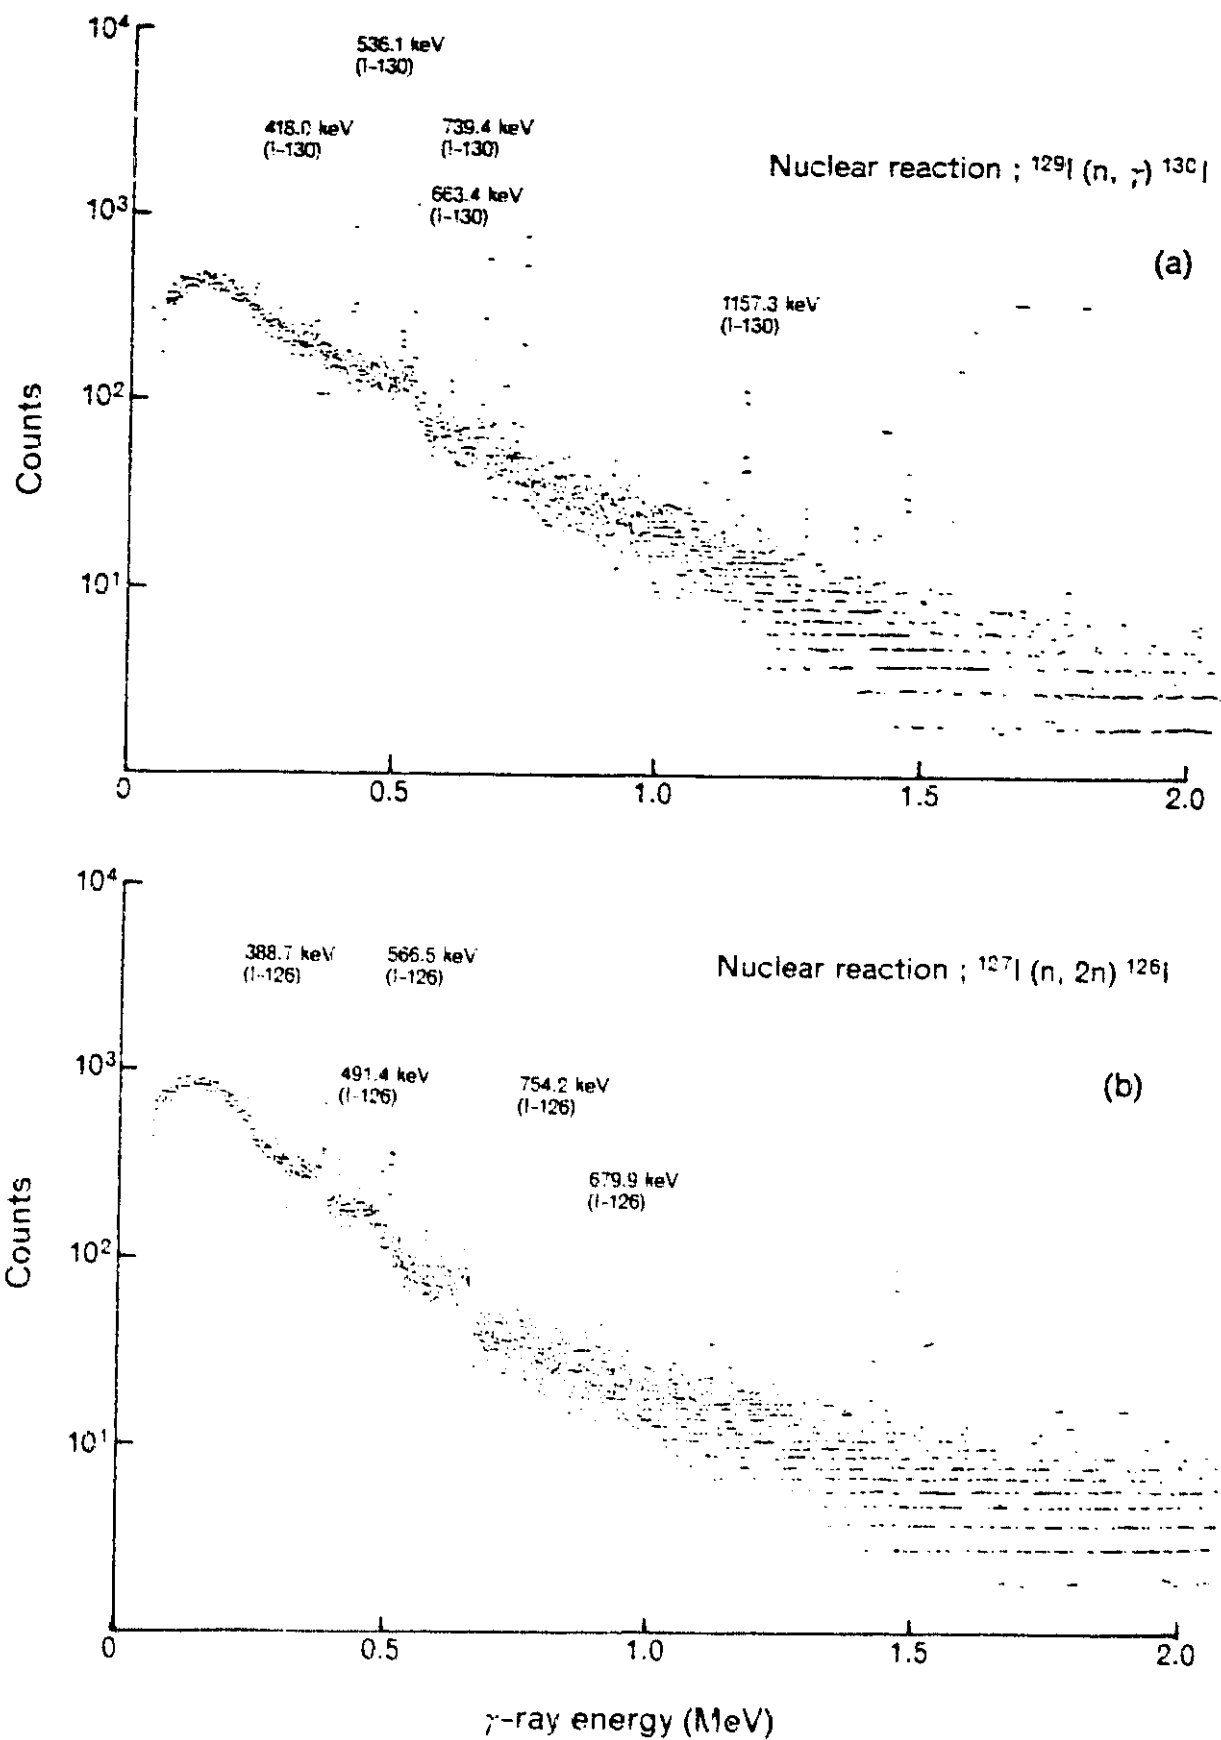 10⁴
536.1 keV
(I-130)
418.0 keV
(I-130)
739.4 keV
(I-130)
Nuclear reaction ; ¹²⁹I (n, γ) ¹³⁰I
10³
663.4 keV
(I-130)
(a)
1157.3 keV
(I-130)
10²
Counts
10¹
0
0.5
1.0
1.5
2.0
10⁴
388.7 keV
(I-126)
566.5 keV
(I-126)
Nuclear reaction ; ¹²⁷I (n, 2n) ¹²⁶I
10³
491.4 keV
(I-126)
754.2 keV
(I-126)
(b)
679.9 keV
(I-126)
Counts
10²
10¹
0
0.5
1.0
1.5
2.0
γ-ray energy (MeV)